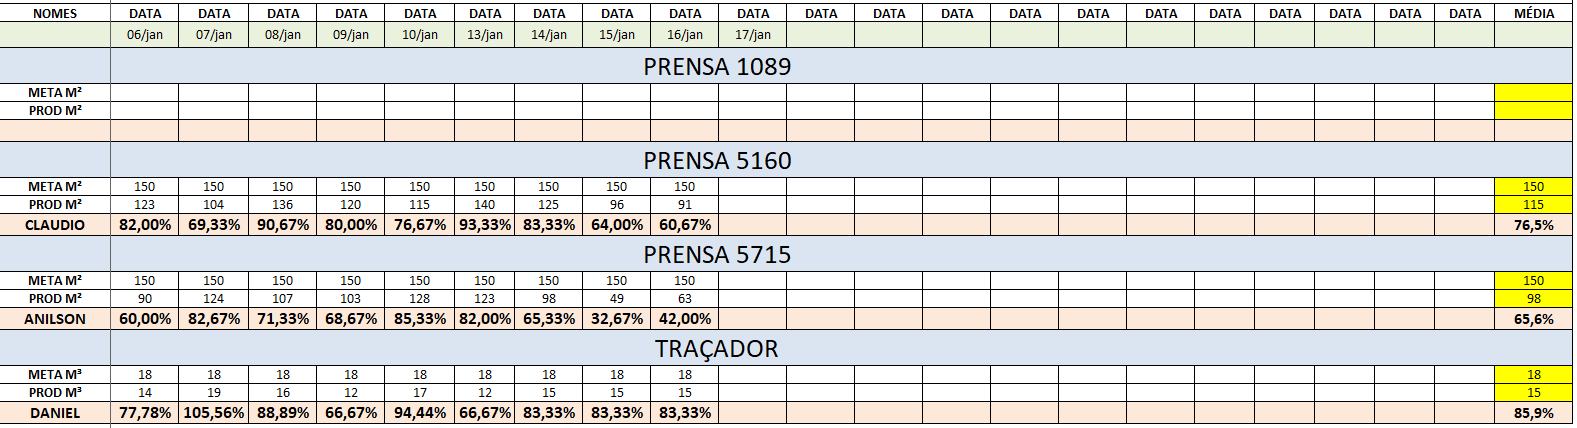 NOMES DATA DATA DATA DATA DATA DATA DATA DATA DATA DATA DATA DATA DATA DATA DATA DATA DATA DATA DATA DATA DATA MÉDIA
06/jan 07/jan 08/jan 09/jan 10/jan 13/jan 14/jan 15/jan 16/jan 17/jan
PRENSA 1089
META M²
PROD M²
PRENSA 5160
META M² 150 150 150 150 150 150 150 150 150 150
PROD M² 123 104 136 120 115 140 125 96 91 115
CLAUDIO 82,00% 69,33% 90,67% 80,00% 76,67% 93,33% 83,33% 64,00% 60,67% 76,5%
PRENSA 5715
META M² 150 150 150 150 150 150 150 150 150 150
PROD M² 90 124 107 103 128 123 98 49 63 98
ANILSON 60,00% 82,67% 71,33% 68,67% 85,33% 82,00% 65,33% 32,67% 42,00% 65,6%
TRAÇADOR
META M³ 18 18 18 18 18 18 18 18 18 18
PROD M³ 14 19 16 12 17 12 15 15 15 15
DANIEL 77,78% 105,56% 88,89% 66,67% 94,44% 66,67% 83,33% 83,33% 83,33% 85,9%